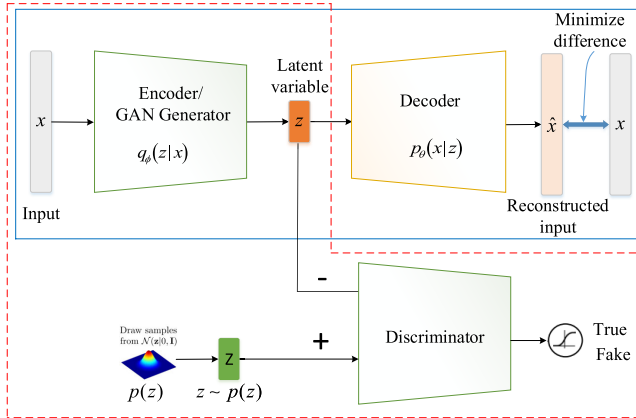 Minimize
difference
Latent
variable
Encoder/
GAN Generator
Decoder
x
z
x̂
x
q_ϕ(z|x)
p_θ(x|z)
Input
Reconstructed
input
-
Draw samples
from 𝒩(z|0, I)
+
Discriminator
True
Fake
z
p(z)
z ~ p(z)